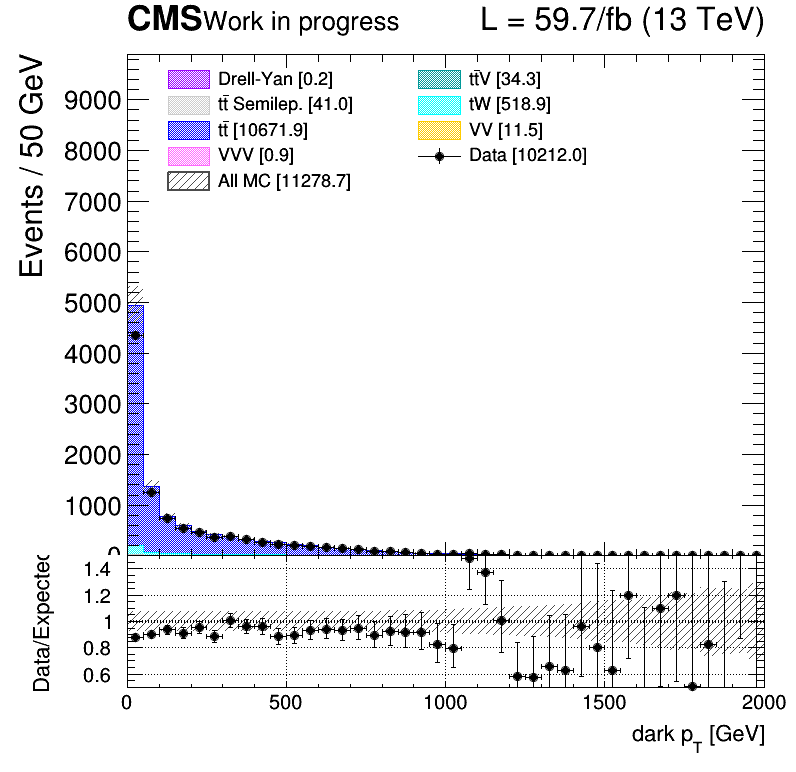 CMS Work in progress L = 59.7/fb (13 TeV)
Events / 50 GeV
Drell-Yan [0.2]
tt̄ Semilep. [41.0]
tt̄ [10671.9]
VVV [0.9]
All MC [11278.7]
tt̄V [34.3]
tW [518.9]
VV [11.5]
Data [10212.0]
9000
8000
7000
6000
5000
4000
3000
2000
1000
0
Data/Expected
1.4
1.2
1
0.8
0.6
0 500 1000 1500 2000
dark p_T [GeV]